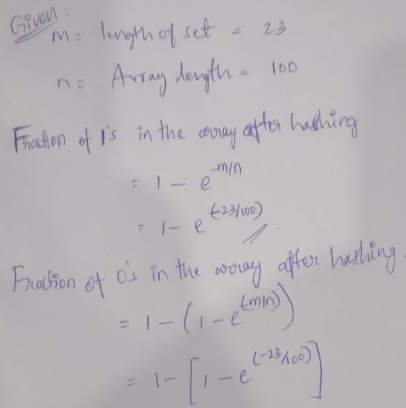 Given:
m = length of set = 23
n = Array length = 100
Fraction of 1's in the array after hashing
= 1 - e^-m/n
= 1 - e^(-23/100)
Fraction of 0's in the array after hashing.
= 1 - (1 - e^(-m/n))
= 1 - [1 - e^(-23/100)]